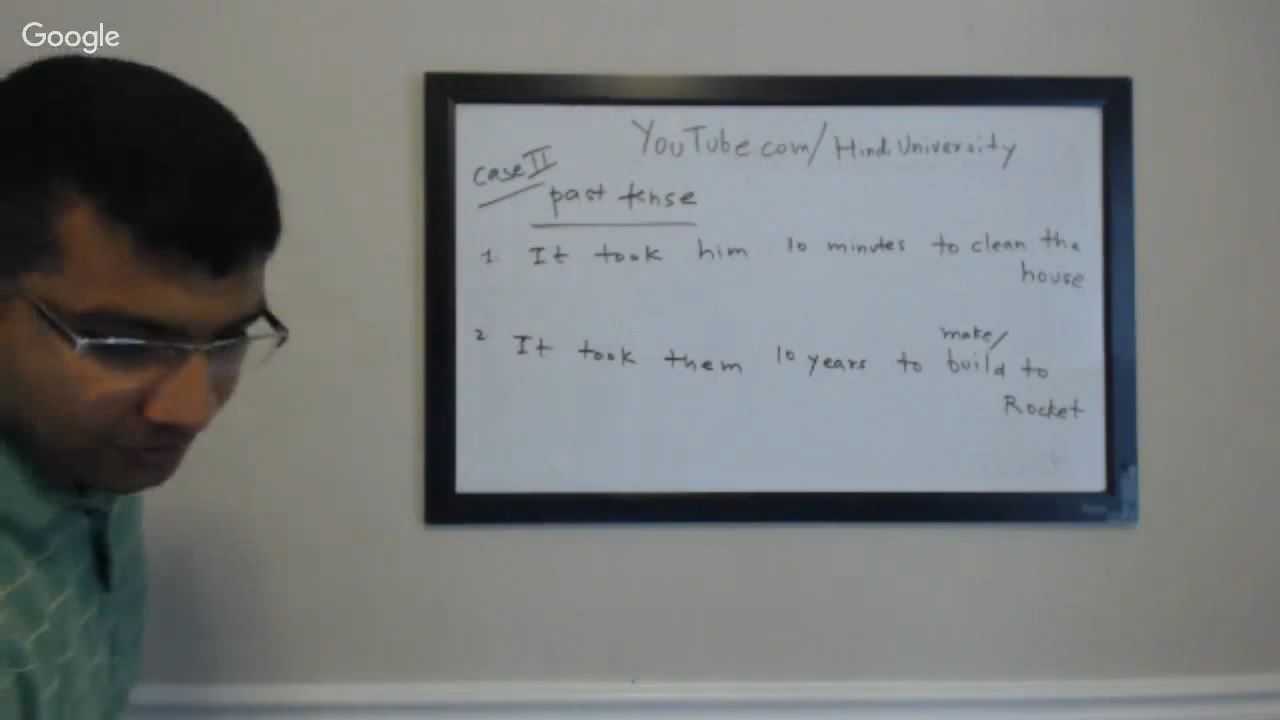 Google
YouTube.com/HindiUniversity
Case II
past tense
1. It took him 10 minutes to clean the
house
make/
2 It took them 10 years to build to
Rocket